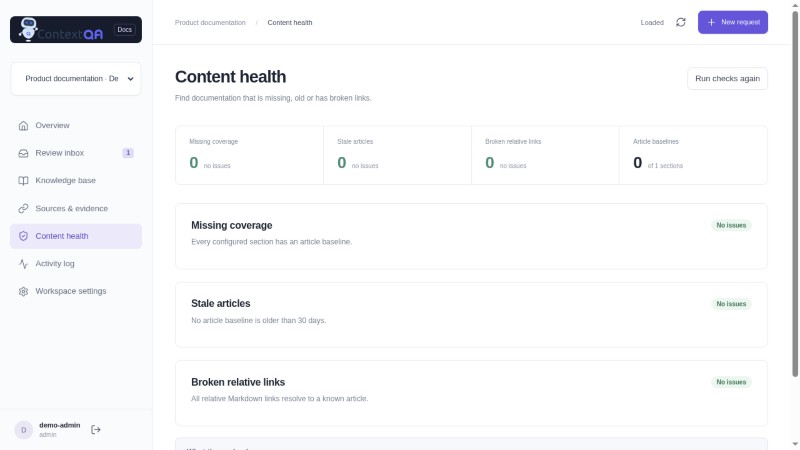 ContextQA
Docs
Product documentation · De
Overview
Review inbox
1
Knowledge base
Sources & evidence
Content health
Activity log
Workspace settings
D
demo-admin
admin
Product documentation / Content health
Loaded
New request
Content health
Find documentation that is missing, old or has broken links.
Run checks again
Missing coverage
0 no issues
Stale articles
0 no issues
Broken relative links
0 no issues
Article baselines
0 of 1 sections
Missing coverage
No issues
Every configured section has an article baseline.
Stale articles
No issues
No article baseline is older than 30 days.
Broken relative links
No issues
All relative Markdown links resolve to a known article.